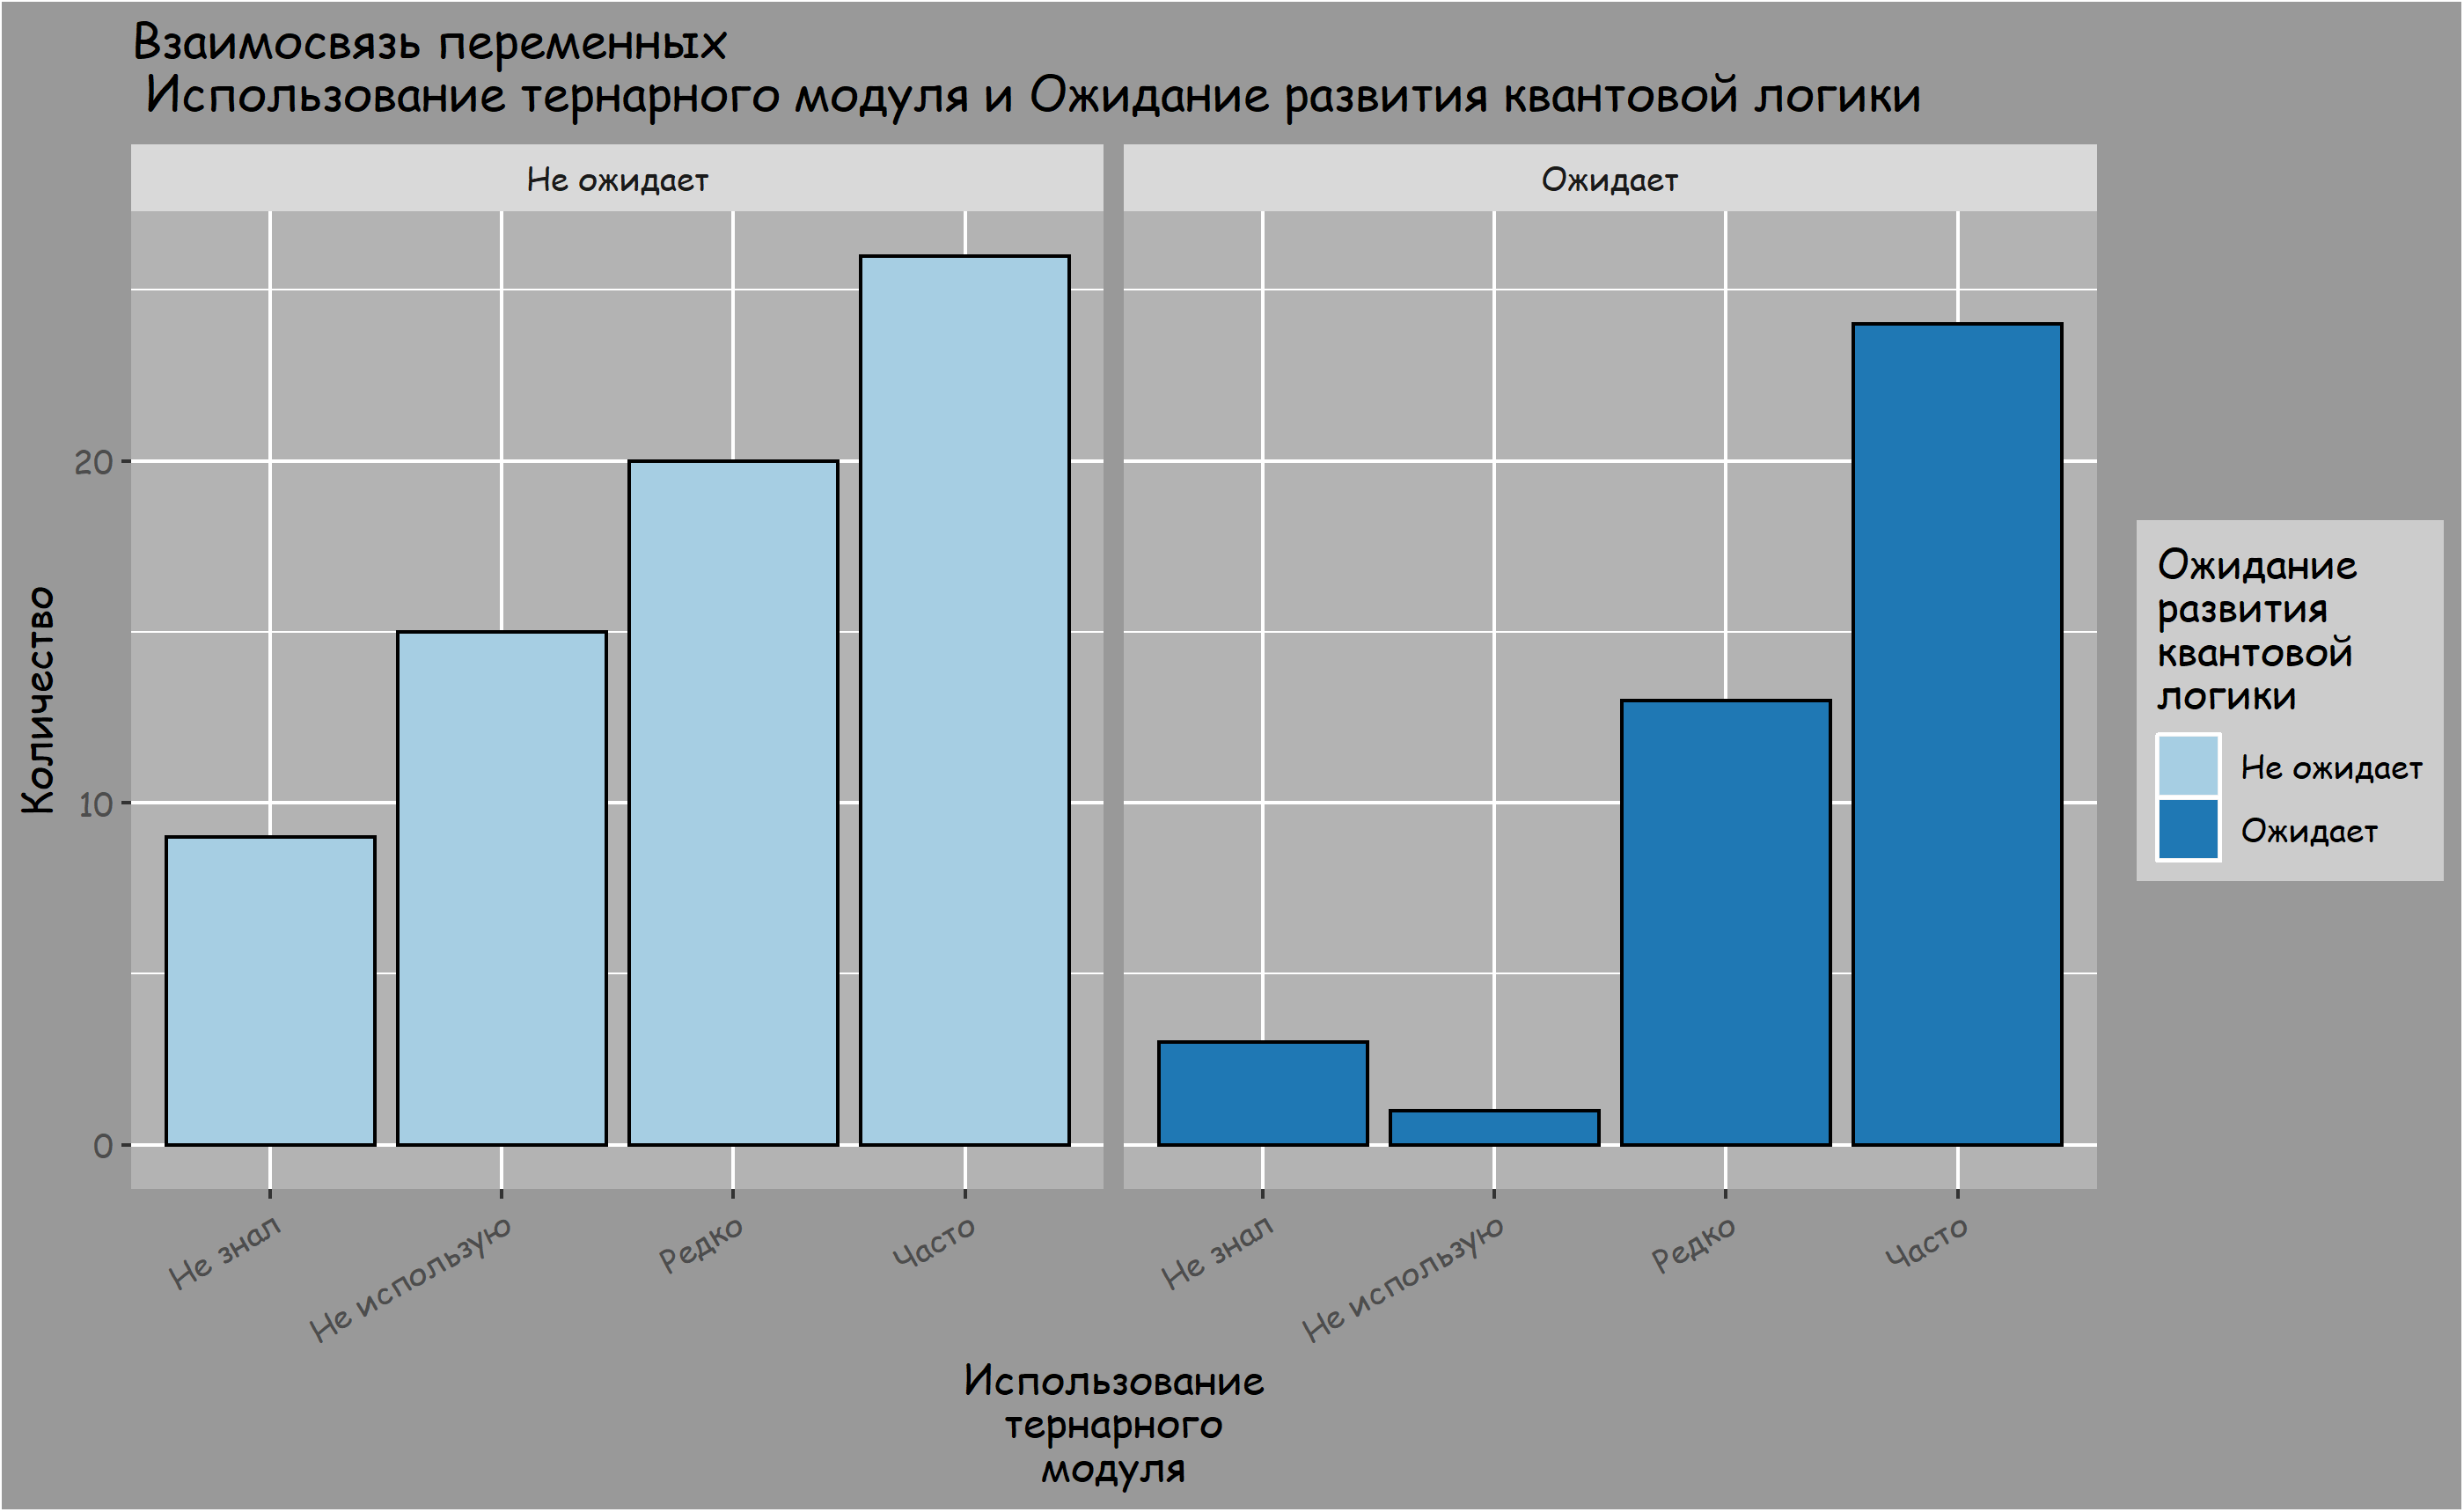 Взаимосвязь переменных
Использование тернарного модуля и Ожидание развития квантовой логики
Не ожидает
Ожидает
Количество
20
10
0
Не знал
Не использую
Редко
Часто
Не знал
Не использую
Редко
Часто
Использование
тернарного
модуля
Ожидание
развития
квантовой
логики
Не ожидает
Ожидает